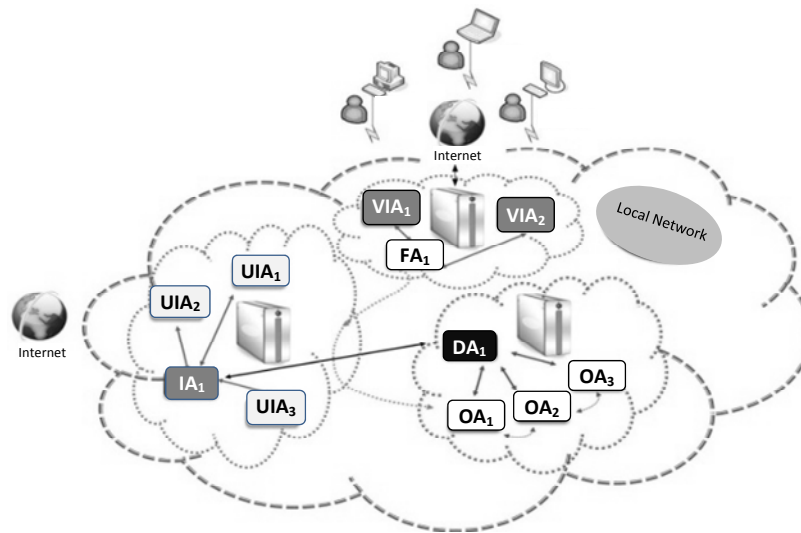 Internet
VIA₁
VIA₂
Local Network
FA₁
UIA₁
UIA₂
Internet
DA₁
IA₁
OA₃
UIA₃
OA₂
OA₁